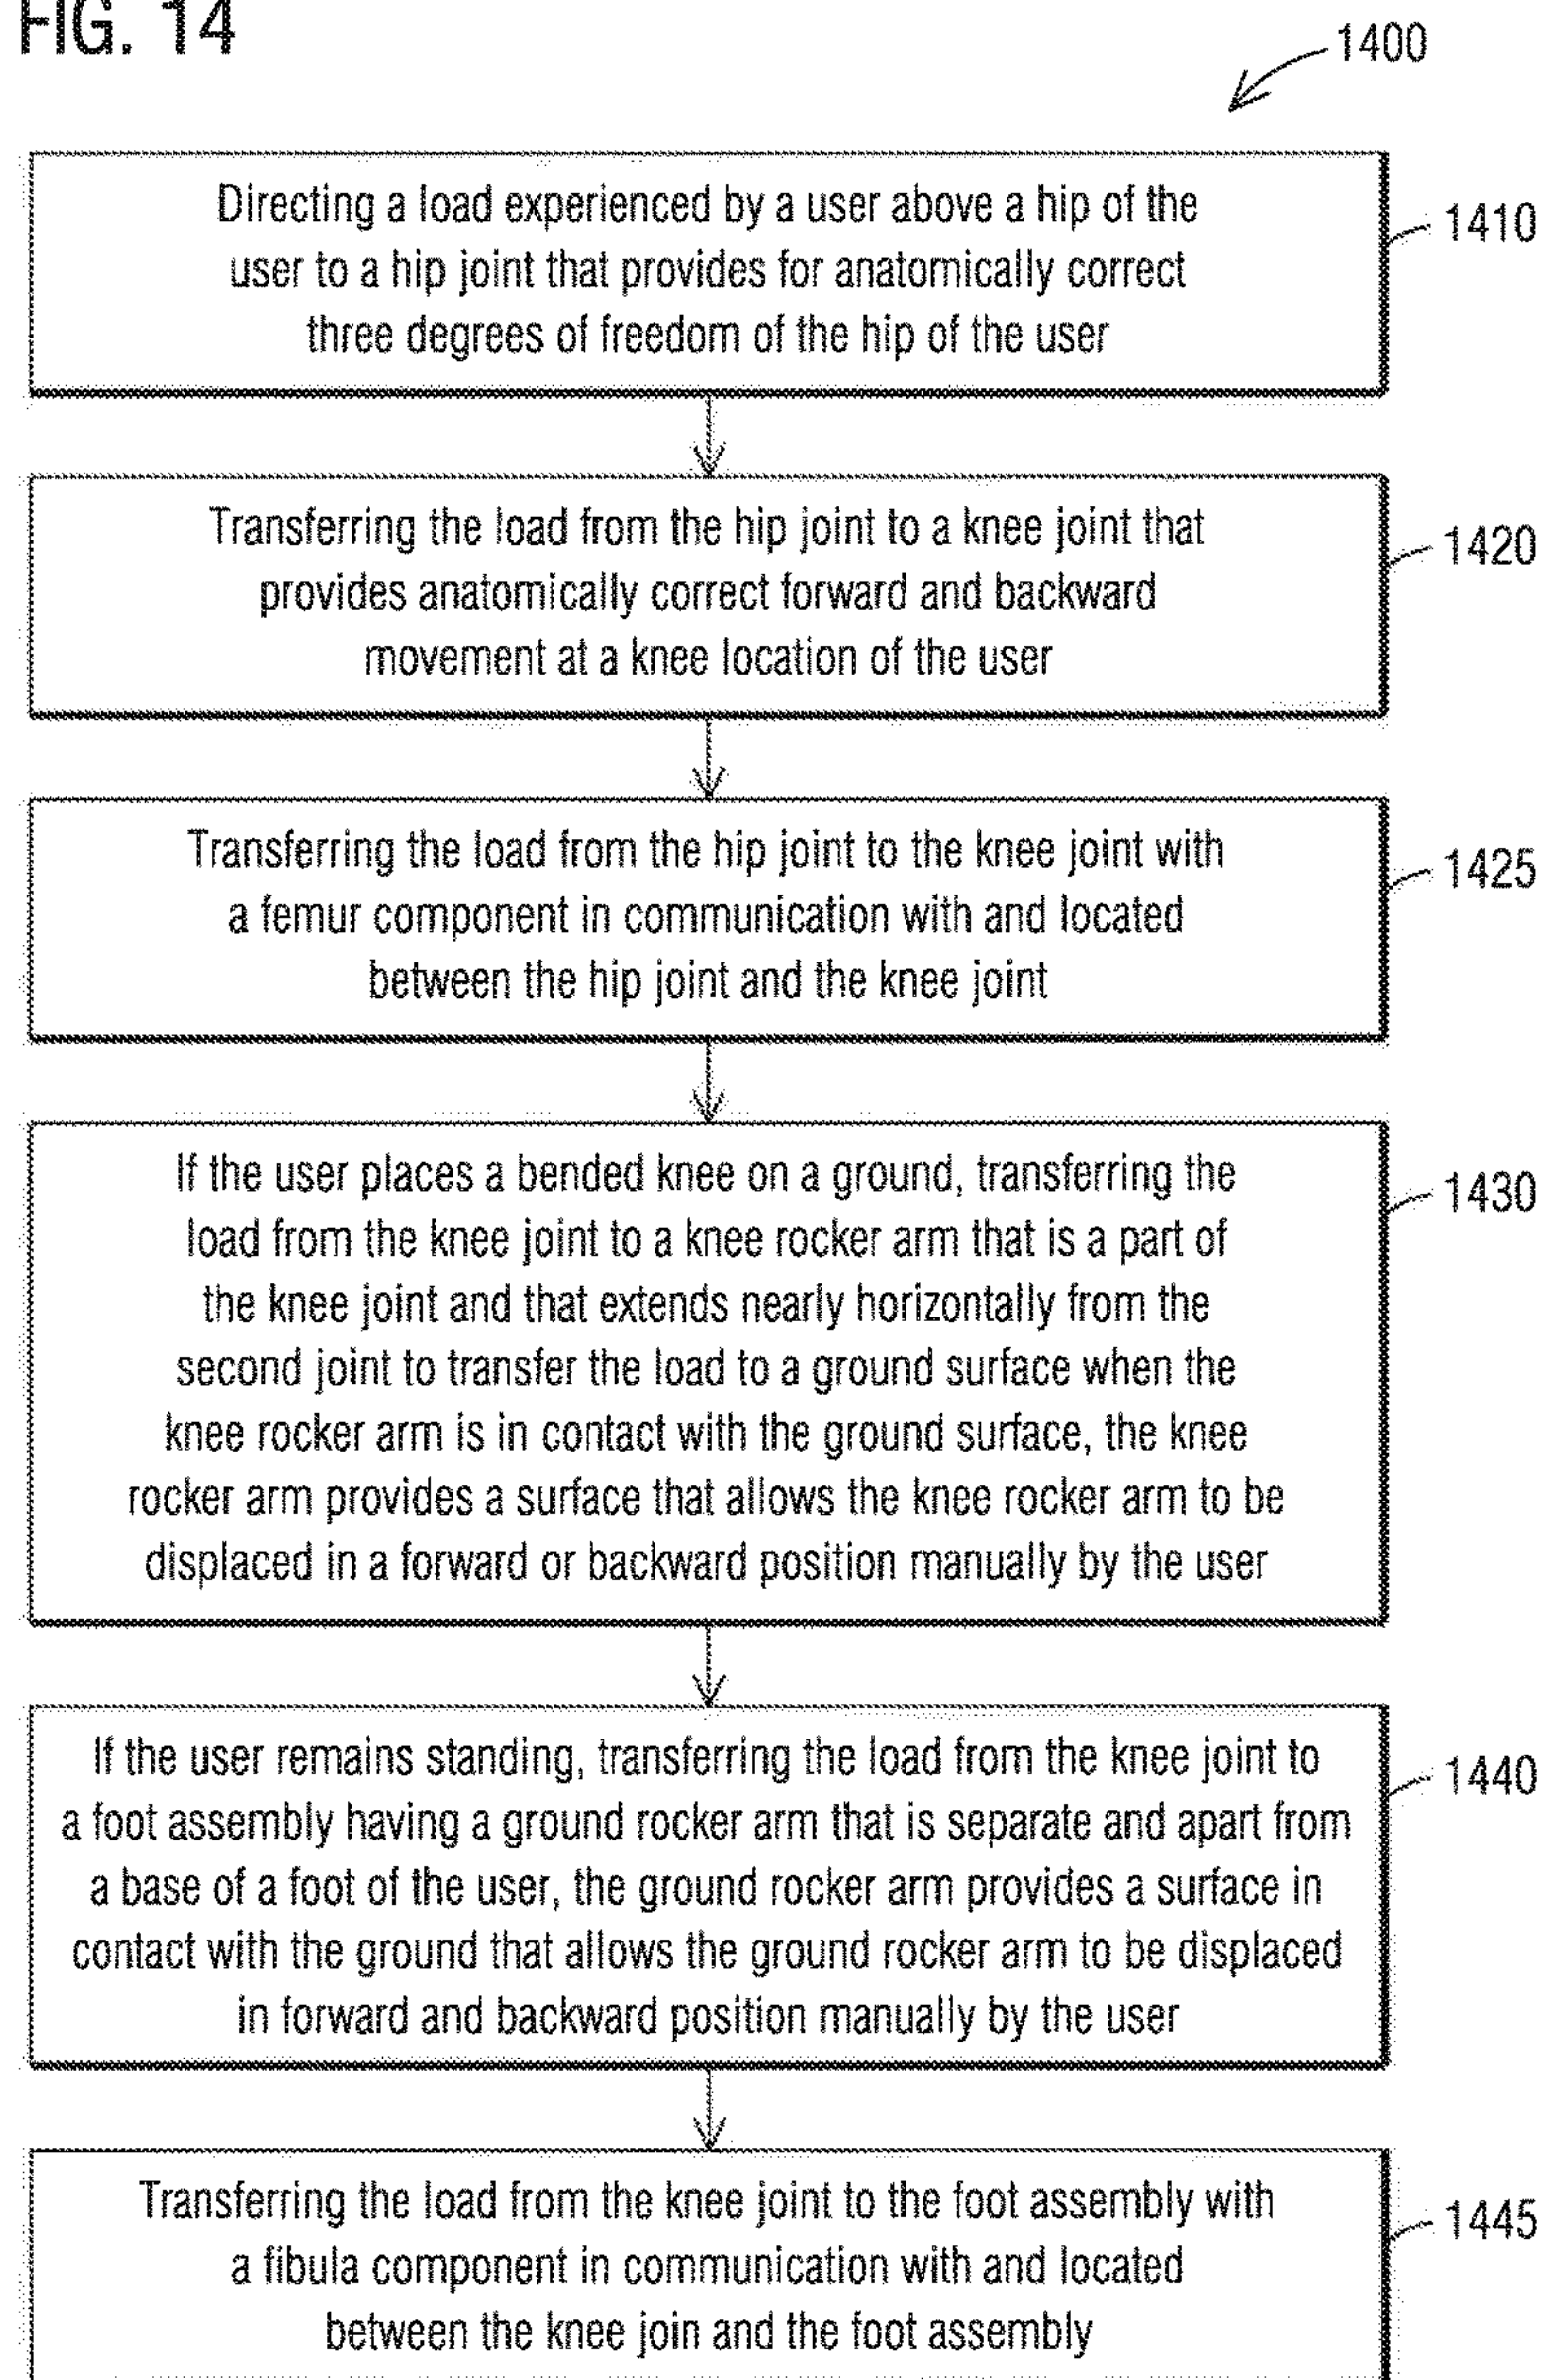 FIG. 14
1400
Directing a load experienced by a user above a hip of the
user to a hip joint that provides for anatomically correct
three degrees of freedom of the hip of the user
1410
Transferring the load from the hip joint to a knee joint that
provides anatomically correct forward and backward
movement at a knee location of the user
1420
Transferring the load from the hip joint to the knee joint with
a femur component in communication with and located
between the hip joint and the knee joint
1425
If the user places a bended knee on a ground, transferring the
load from the knee joint to a knee rocker arm that is a part of
the knee joint and that extends nearly horizontally from the
second joint to transfer the load to a ground surface when the
knee rocker arm is in contact with the ground surface, the knee
rocker arm provides a surface that allows the knee rocker arm to be
displaced in a forward or backward position manually by the user
1430
If the user remains standing, transferring the load from the knee joint to
a foot assembly having a ground rocker arm that is separate and apart from
a base of a foot of the user, the ground rocker arm provides a surface in
contact with the ground that allows the ground rocker arm to be displaced
in forward and backward position manually by the user
1440
Transferring the load from the knee joint to the foot assembly with
a fibula component in communication with and located
between the knee join and the foot assembly
1445